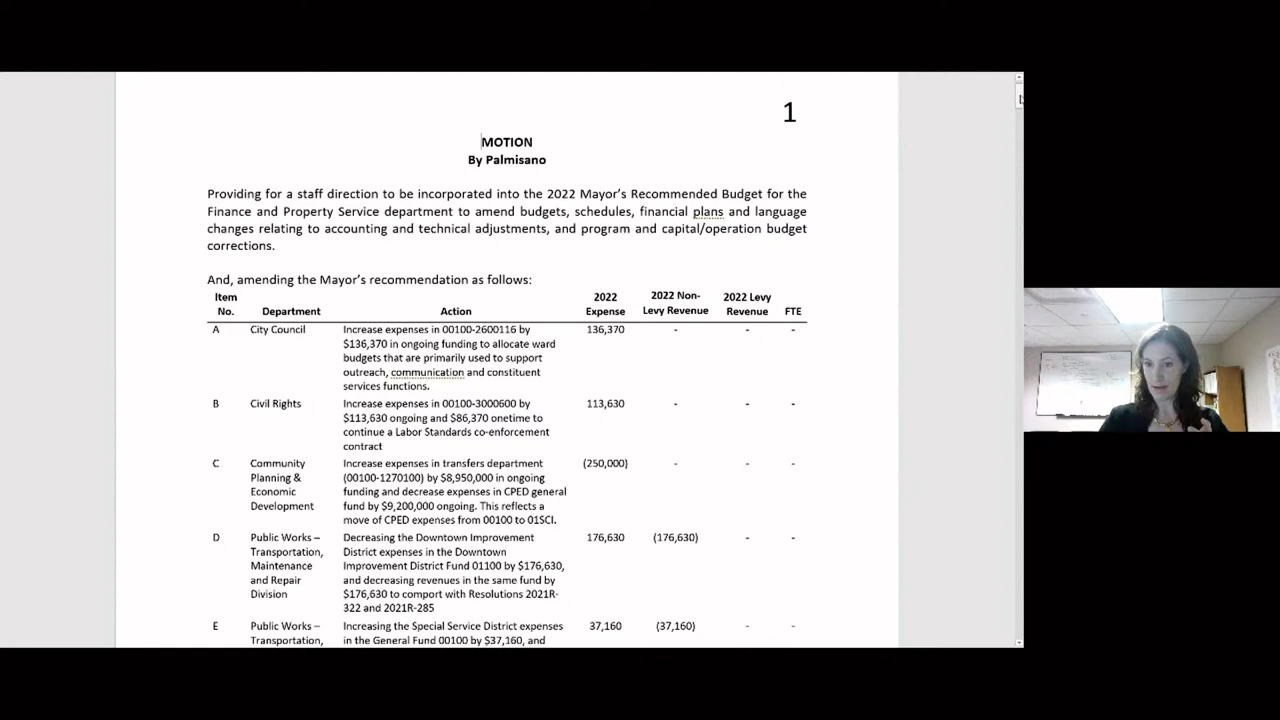 1
MOTION
By Palmisano
Providing for a staff direction to be incorporated into the 2022 Mayor's Recommended Budget for the
Finance and Property Service department to amend budgets, schedules, financial plans and language
changes relating to accounting and technical adjustments, and program and capital/operation budget
corrections.
And, amending the Mayor's recommendation as follows:
Item No. Department Action 2022 Expense 2022 Non-Levy Revenue 2022 Levy Revenue FTE
A City Council Increase expenses in 00100-2600116 by 136,370 - - -
$136,370 in ongoing funding to allocate ward
budgets that are primarily used to support
outreach, communication and constituent
services functions.
B Civil Rights Increase expenses in 00100-3000600 by 113,630 - - -
$113,630 ongoing and $86,370 onetime to
continue a Labor Standards co-enforcement
contract
C Community Increase expenses in transfers department (250,000) - - -
Planning & (00100-1270100) by $8,950,000 in ongoing
Economic funding and decrease expenses in CPED general
Development fund by $9,200,000 ongoing. This reflects a
move of CPED expenses from 00100 to 01SCI.
D Public Works – Decreasing the Downtown Improvement 176,630 (176,630) - -
Transportation, District expenses in the Downtown
Maintenance Improvement District Fund 01100 by $176,630,
and Repair and decreasing revenues in the same fund by
Division $176,630 to comport with Resolutions 2021R-
322 and 2021R-285
E Public Works – Increasing the Special Service District expenses 37,160 (37,160) - -
Transportation, in the General Fund 00100 by $37,160, and